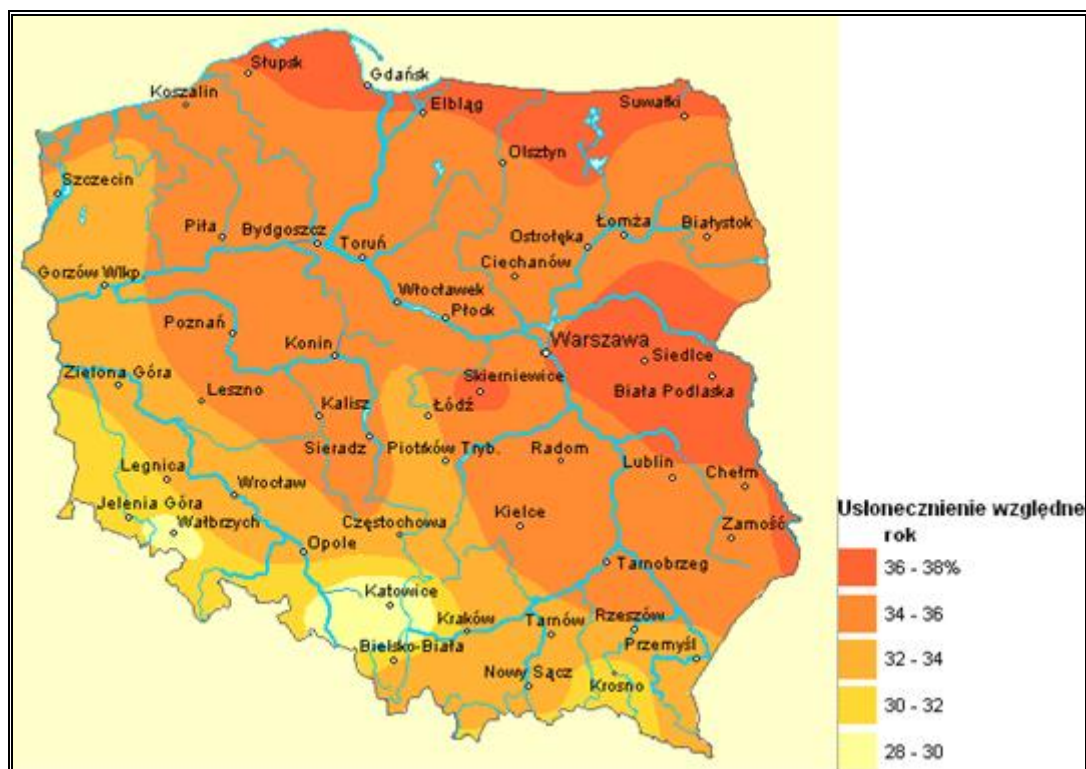 Słupsk
Gdańsk
Koszalin
Elbląg
Suwałki
Olsztyn
Szczecin
Piła
Bydgoszcz
Toruń
Ostrołęka
Łomża
Białystok
Ciechanów
Gorzów Wlkp.
Włocławek
Płock
Poznań
Konin
Warszawa
Siedlce
Zielona Góra
Leszno
Kalisz
Skierniewice
Biała Podlaska
Łódź
Sieradz
Piotrków Tryb.
Radom
Lublin
Chełm
Legnica
Wrocław
Jelenia Góra
Wałbrzych
Częstochowa
Kielce
Zamość
Opole
Tarnobrzeg
Katowice
Kraków
Tarnów
Rzeszów
Bielsko-Biała
Przemyśl
Nowy Sącz
Krosno
Usłonecznienie względne
rok
36 - 38%
34 - 36
32 - 34
30 - 32
28 - 30